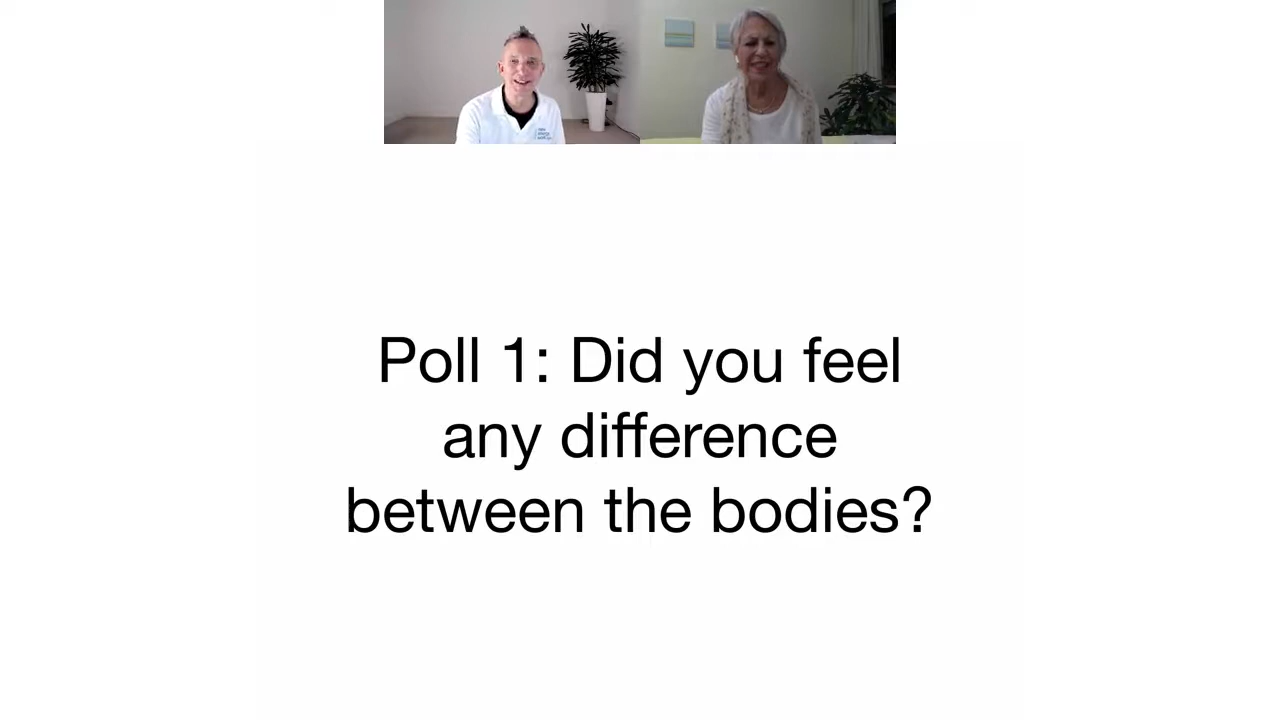 Poll 1: Did you feel
any difference
between the bodies?